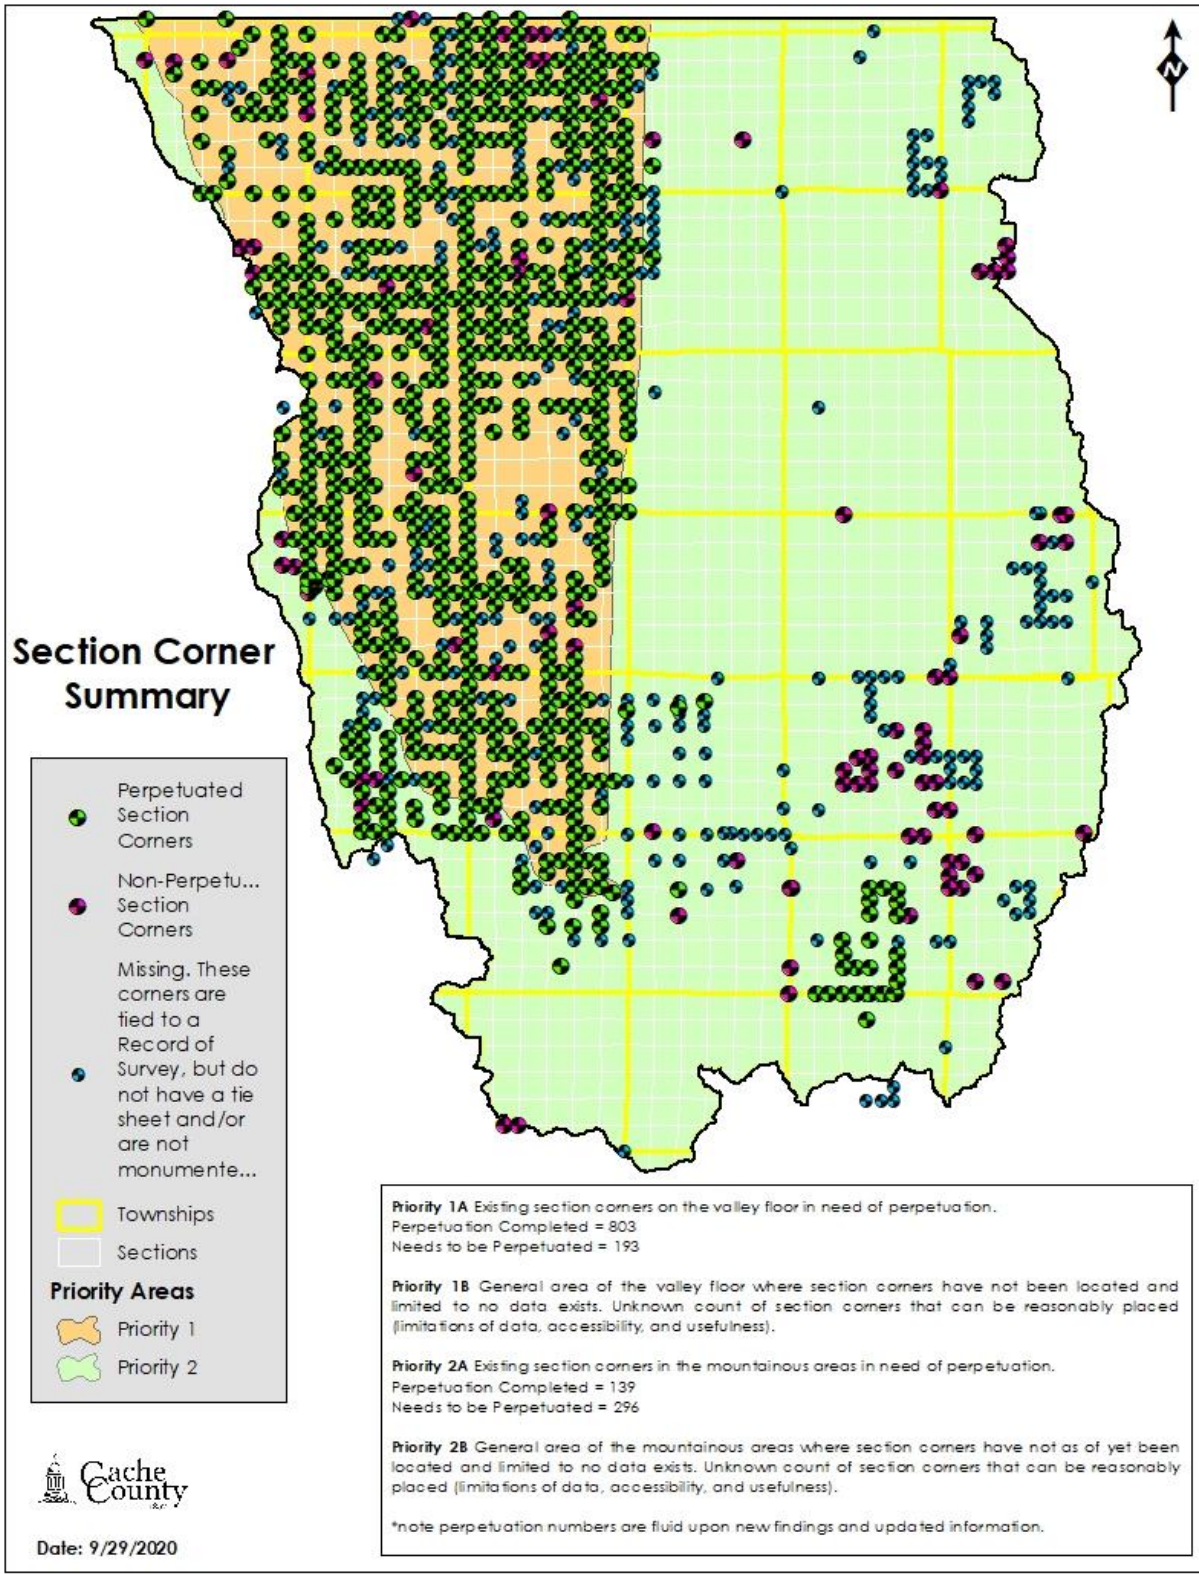 N
Section Corner
Summary
Perpetuated
Section
Corners
Non-Perpetu...
Section
Corners
Missing. These
corners are
tied to a
Record of
Survey, but do
not have a tie
sheet and/or
are not
monumente...
Townships
Sections
Priority Areas
Priority 1
Priority 2
Cache
County
Date: 9/29/2020
Priority 1A Existing section corners on the valley floor in need of perpetuation.
Perpetuation Completed = 803
Needs to be Perpetuated = 193
Priority 1B General area of the valley floor where section corners have not been located and
limited to no data exists. Unknown count of section corners that can be reasonably placed
(limitations of data, accessibility, and usefulness).
Priority 2A Existing section corners in the mountainous areas in need of perpetuation.
Perpetuation Completed = 139
Needs to be Perpetuated = 296
Priority 2B General area of the mountainous areas where section corners have not as of yet been
located and limited to no data exists. Unknown count of section corners that can be reasonably
placed (limitations of data, accessibility, and usefulness).
*note perpetuation numbers are fluid upon new findings and updated information.